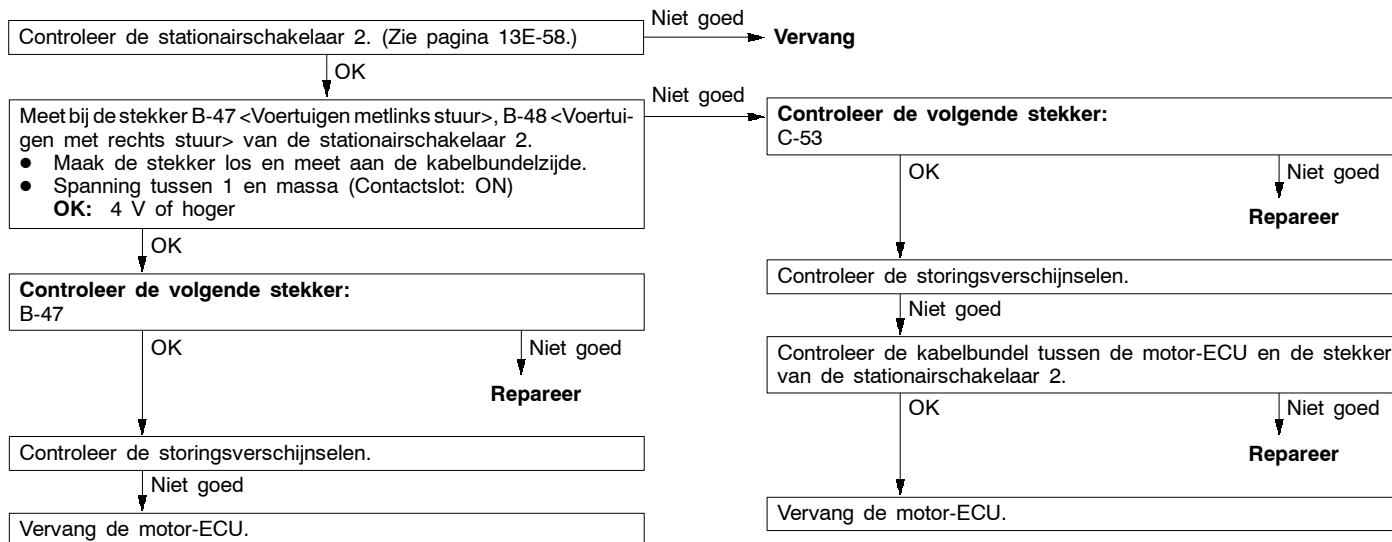 Controleer de stationairschakelaar 2. (Zie pagina 13E-58.)
Niet goed
Vervang
OK
Meet bij de stekker B-47 <Voertuigen metlinks stuur>, B-48 <Voertui-
gen met rechts stuur> van de stationairschakelaar 2.
● Maak de stekker los en meet aan de kabelbundelzijde.
● Spanning tussen 1 en massa (Contactslot: ON)
OK: 4 V of hoger
Niet goed
OK
Controleer de volgende stekker:
B-47
OK
Niet goed
Repareer
Controleer de storingsverschijnselen.
Niet goed
Vervang de motor-ECU.
Controleer de volgende stekker:
C-53
OK
Niet goed
Repareer
Controleer de storingsverschijnselen.
Niet goed
Controleer de kabelbundel tussen de motor-ECU en de stekker
van de stationairschakelaar 2.
OK
Niet goed
Repareer
Vervang de motor-ECU.